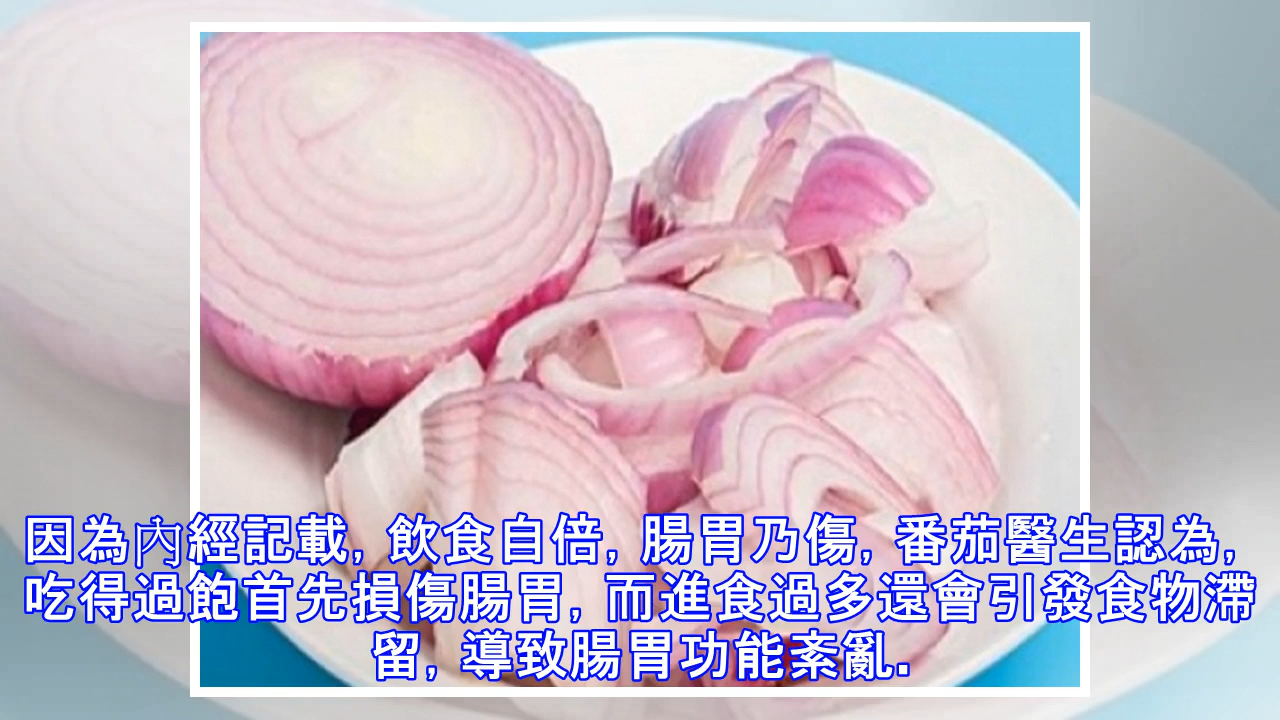 因為內經記載, 飲食自倍, 腸胃乃傷, 番茄醫生認為,
吃得過飽首先損傷腸胃, 而進食過多還會引發食物滯
留, 導致腸胃功能紊亂.